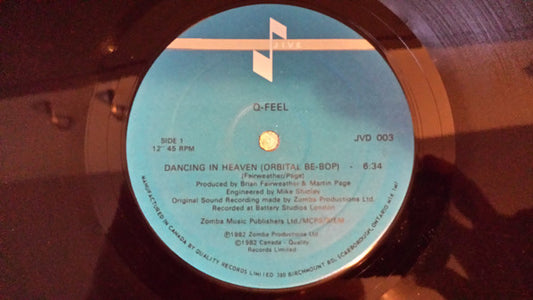 JIVE
Q-FEEL
SIDE 1
12" 45 RPM
JVD 003
DANCING IN HEAVEN (ORBITAL BE-BOP) - 6:34
(Fairweather/Page)
Produced by Brian Fairweather & Martin Page
Engineered by Mike Shipley
Original Sound Recording made by Zomba Productions Ltd.
Recorded at Battery Studios London
Zomba Music Publishers Ltd./MCPS
℗1982 Zomba Productions Ltd
©1982 Canada - Quality
Records Limited
MANUFACTURED IN CANADA BY QUALITY RECORDS LIMITED 380 BIRCHMOUNT RD., SCARBOROUGH, ONTARIO M1K 1M7